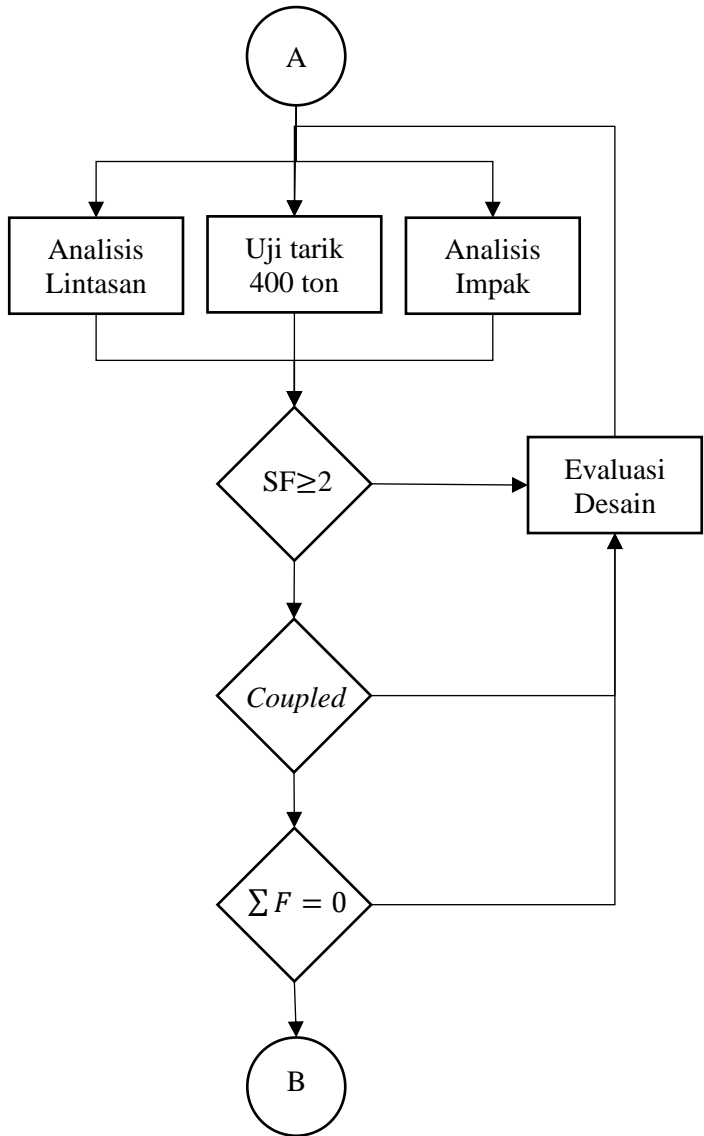 A
Analisis
Lintasan
Uji tarik
400 ton
Analisis
Impak
SF≥2
Evaluasi
Desain
Coupled
∑ F = 0
B